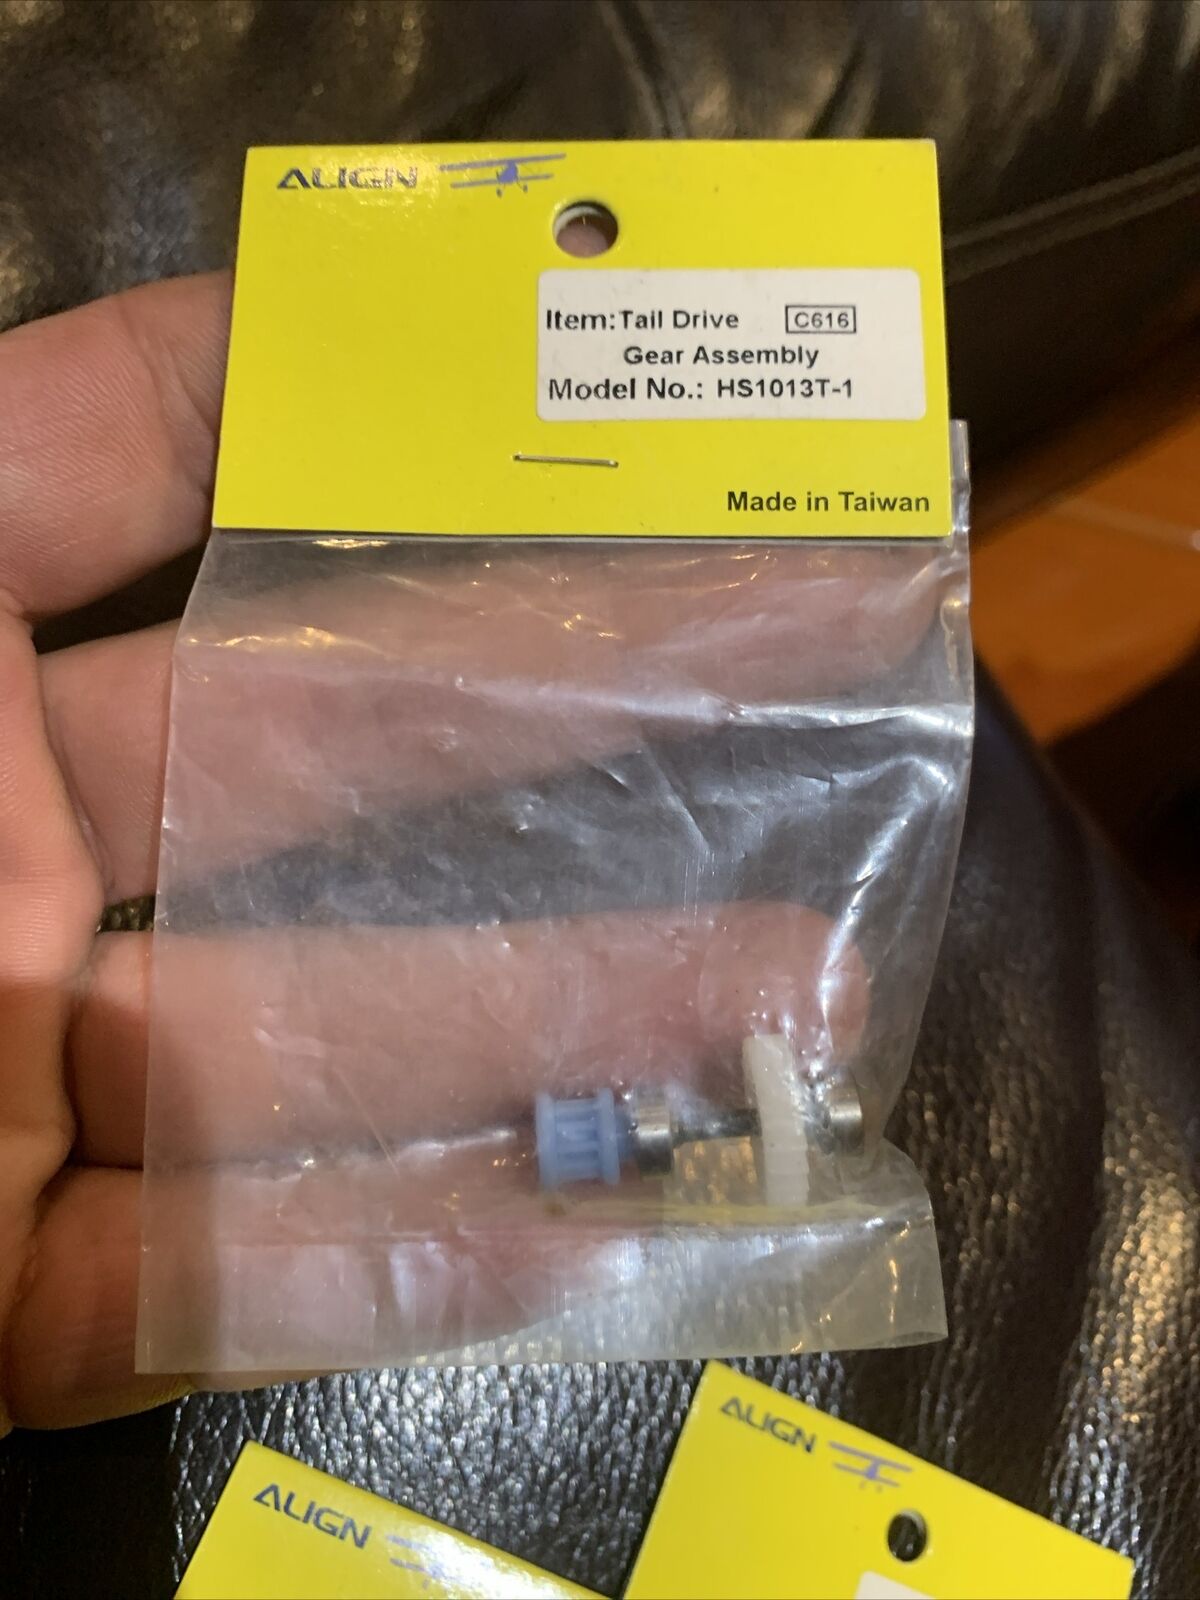 ALIGN
Item:Tail Drive C616
Gear Assembly
Model No.: HS1013T-1
Made in Taiwan
ALIGN
ALIGN